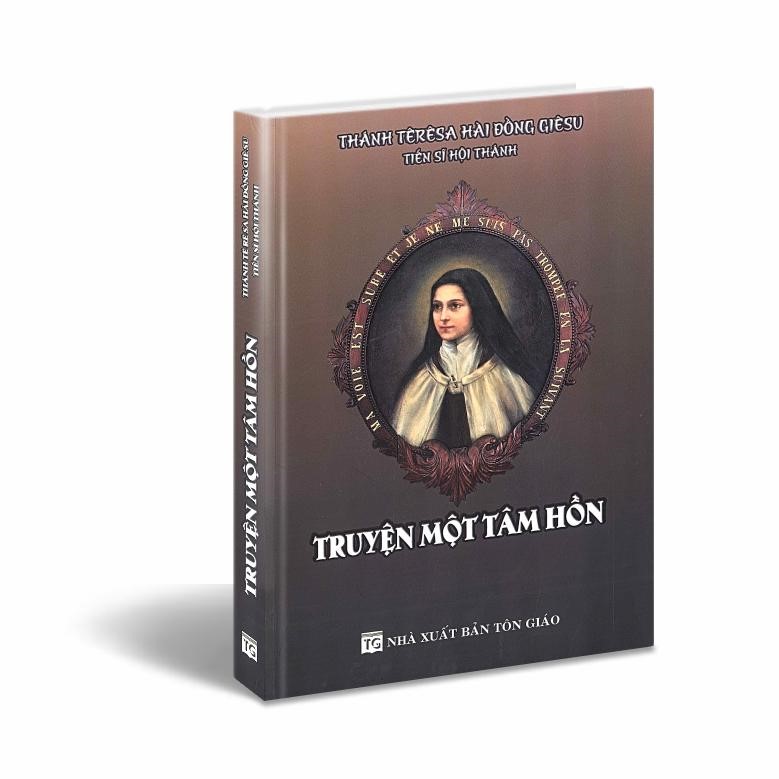 THÁNH TÊRÊSA HÀI ĐỒNG GIÊSU
TIẾN SĨ HỘI THÁNH
MA VOIE EST SURE ET JE NE ME SUIS PAS TROMPEE EN LA SUIVANT
TRUYỆN MỘT TÂM HỒN
TG NHÀ XUẤT BẢN TÔN GIÁO
THÁNH TÊRÊSA HÀI ĐỒNG GIÊSU
TIẾN SĨ HỘI THÁNH
TRUYỆN MỘT TÂM HỒN
TG